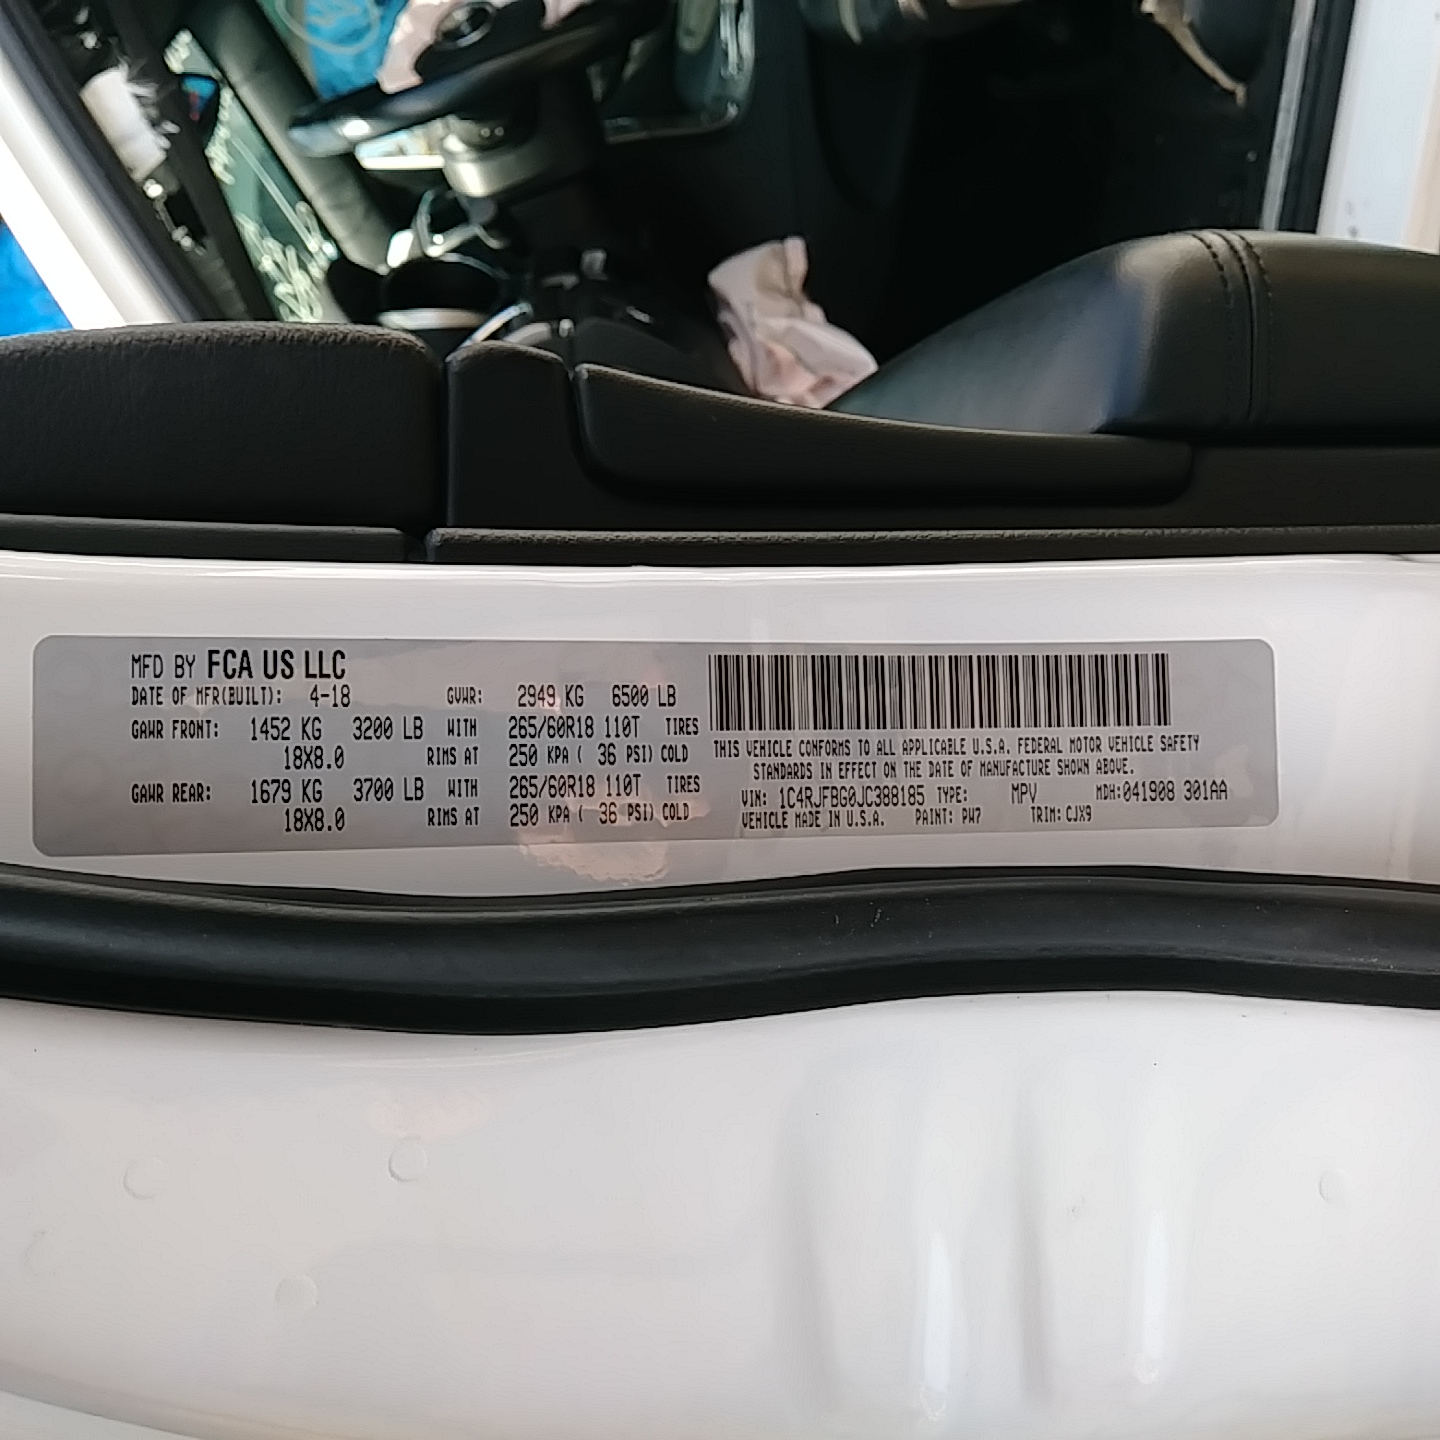 MFD BY FCA US LLC
DATE OF MFR(BUILT): 4-18 GVWR: 2949 KG 6500 LB
GAWR FRONT: 1452 KG 3200 LB WITH 265/60R18 110T TIRES
18X8.0 RIMS AT 250 KPA ( 36 PSI) COLD
GAWR REAR: 1679 KG 3700 LB WITH 265/60R18 110T TIRES
18X8.0 RIMS AT 250 KPA ( 36 PSI) COLD
THIS VEHICLE CONFORMS TO ALL APPLICABLE U.S.A. FEDERAL MOTOR VEHICLE SAFETY
STANDARDS IN EFFECT ON THE DATE OF MANUFACTURE SHOWN ABOVE.
VIN: 1C4RJFBG0JC388185 TYPE: MPV MDH:041908 301AA
VEHICLE MADE IN U.S.A. PAINT: PW7 TRIM: CJX9